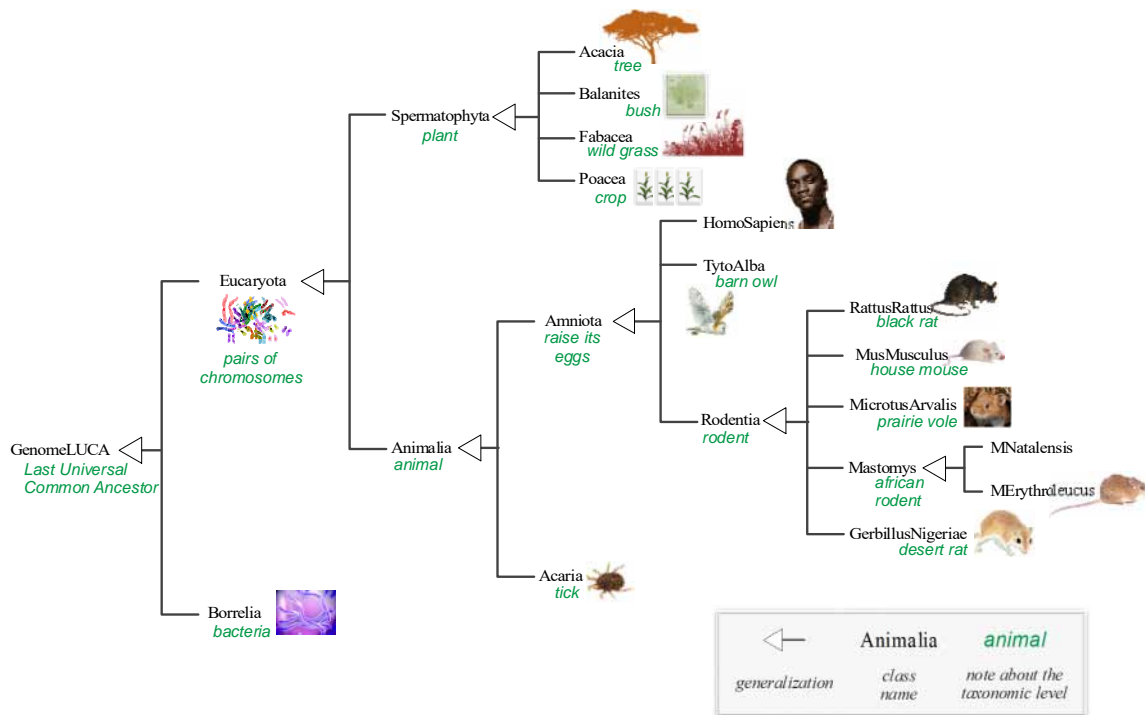 Acacia
tree
Balanites
bush
Spermatophyta
plant
Fabacea
wild grass
Poacea
crop
HomoSapiens
TytoAlba
barn owl
Eucaryota
pairs of
chromosomes
RattusRattus
black rat
Amniota
raise its
eggs
MusMusculus
house mouse
MicrotusArvalis
prairie vole
Rodentia
rodent
GenomeLUCA
Last Universal
Common Ancestor
Animalia
animal
MNatalensis
Mastomys
african
rodent
MErythroleucus
GerbillusNigeriae
desert rat
Acaria
tick
Borrelia
bacteria
Animalia
animal
generalization
class
name
note about the
taxonomic level